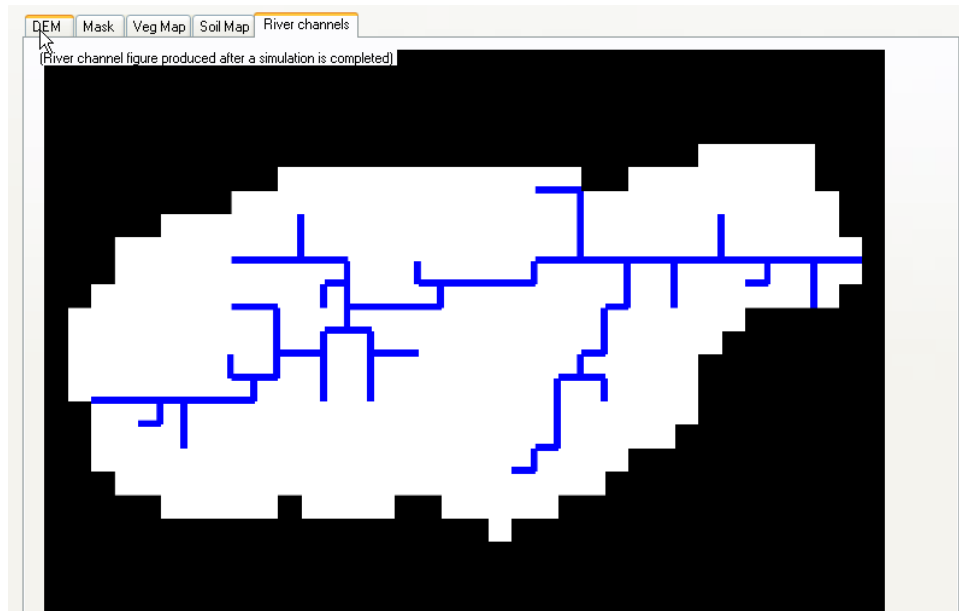 DEM Mask Veg Map Soil Map River channels
(River channel figure produced after a simulation is completed)